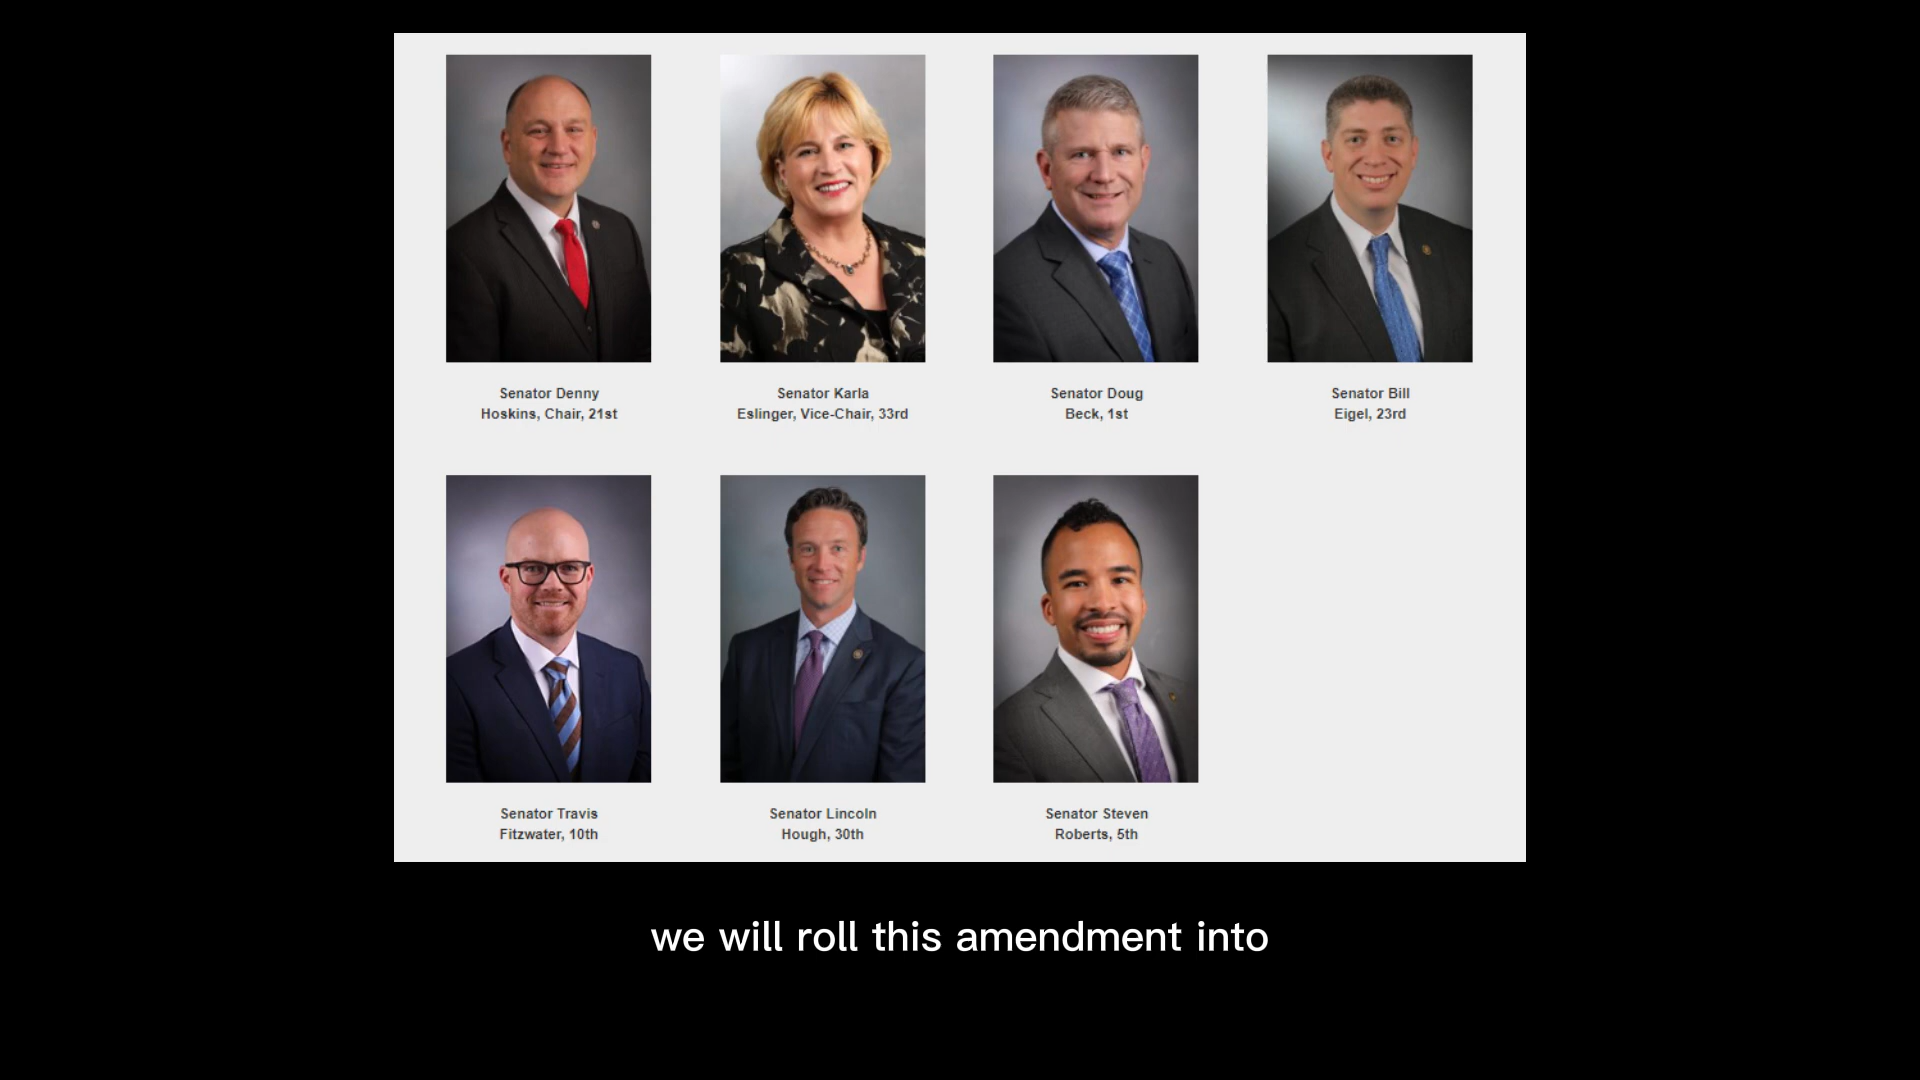 Senator Denny
Hoskins, Chair, 21st
Senator Karla
Eslinger, Vice-Chair, 33rd
Senator Doug
Beck, 1st
Senator Bill
Eigel, 23rd
Senator Travis
Fitzwater, 10th
Senator Lincoln
Hough, 30th
Senator Steven
Roberts, 5th
we will roll this amendment into